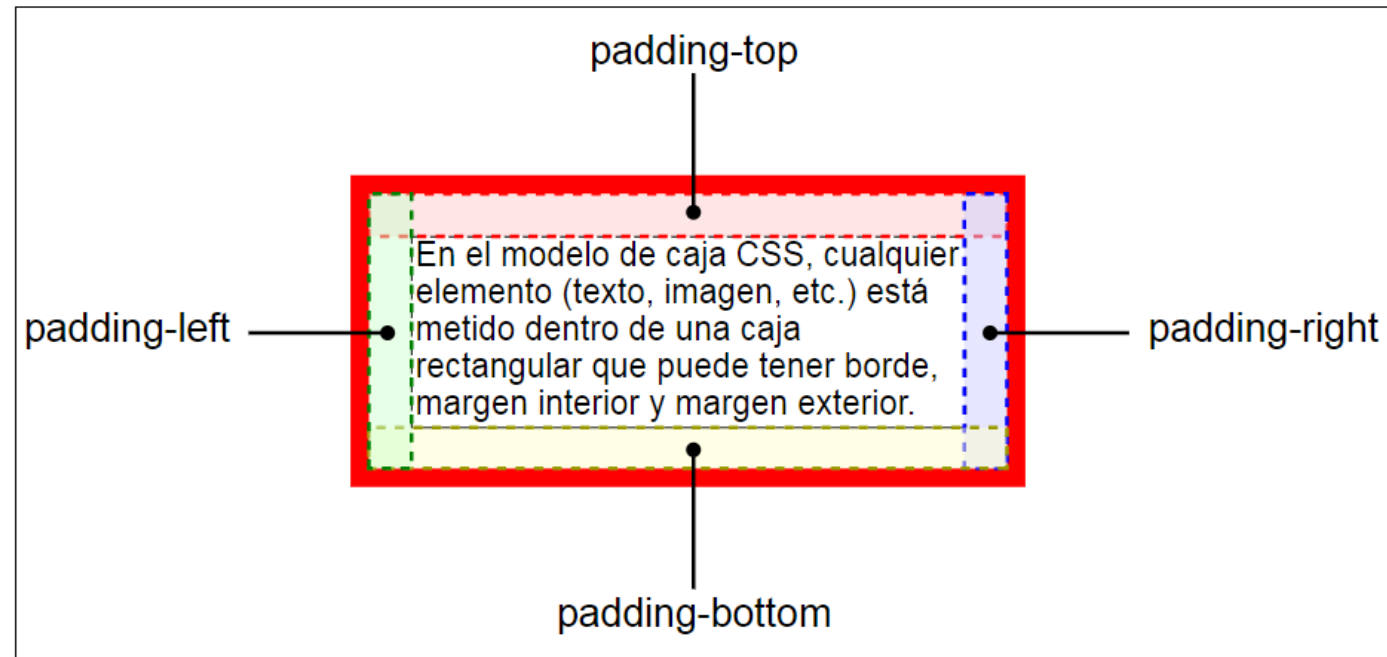 padding-top
En el modelo de caja CSS, cualquier
elemento (texto, imagen, etc.) está
metido dentro de una caja
rectangular que puede tener borde,
margen interior y margen exterior.
padding-left
padding-right
padding-bottom